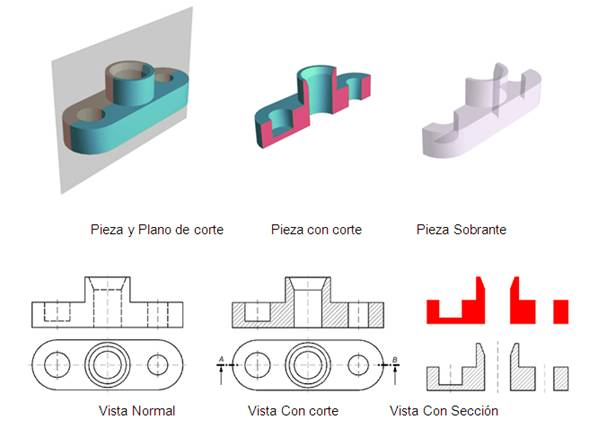 Pieza y Plano de corte
Pieza con corte
Pieza Sobrante
A
B
Vista Normal
Vista Con corte
Vista Con Sección